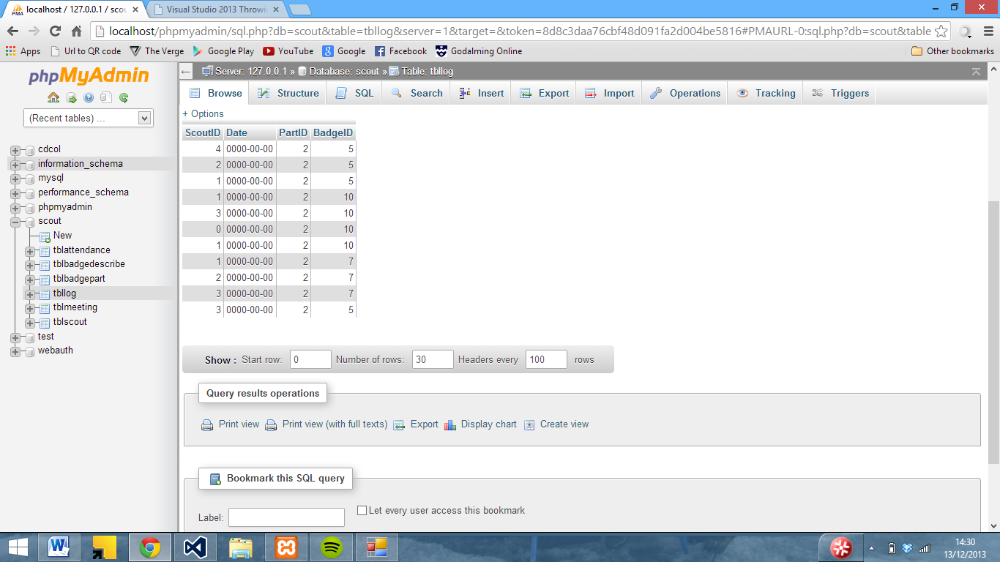 localhost / 127.0.0.1 / scou
Visual Studio 2013 Throwin
localhost/phpmyadmin/sql.php?db=scout&table=tbllog&server=1&target=&token=8d8c3daa76cbf48d091fa2d004be5816#PMAURL-0:sql.php?db=scout&table
Apps Url to QR code The Verge Google Play YouTube Google Facebook Godalming Online Other bookmarks
phpMyAdmin
(Recent tables) ...
cdcol
information_schema
mysql
performance_schema
phpmyadmin
scout
New
tblattendance
tblbadgedescribe
tblbadgepart
tbllog
tblmeeting
tblscout
test
webauth
Server: 127.0.0.1 » Database: scout » Table: tbllog
Browse Structure SQL Search Insert Export Import Operations Tracking Triggers
+ Options
ScoutID Date PartID BadgeID
4 0000-00-00 2 5
2 0000-00-00 2 5
1 0000-00-00 2 5
1 0000-00-00 2 10
3 0000-00-00 2 10
0 0000-00-00 2 10
1 0000-00-00 2 10
1 0000-00-00 2 7
2 0000-00-00 2 7
3 0000-00-00 2 7
3 0000-00-00 2 5
Show : Start row: 0 Number of rows: 30 Headers every 100 rows
Query results operations
Print view Print view (with full texts) Export Display chart Create view
Bookmark this SQL query
Label: Let every user access this bookmark
14:30
13/12/2013